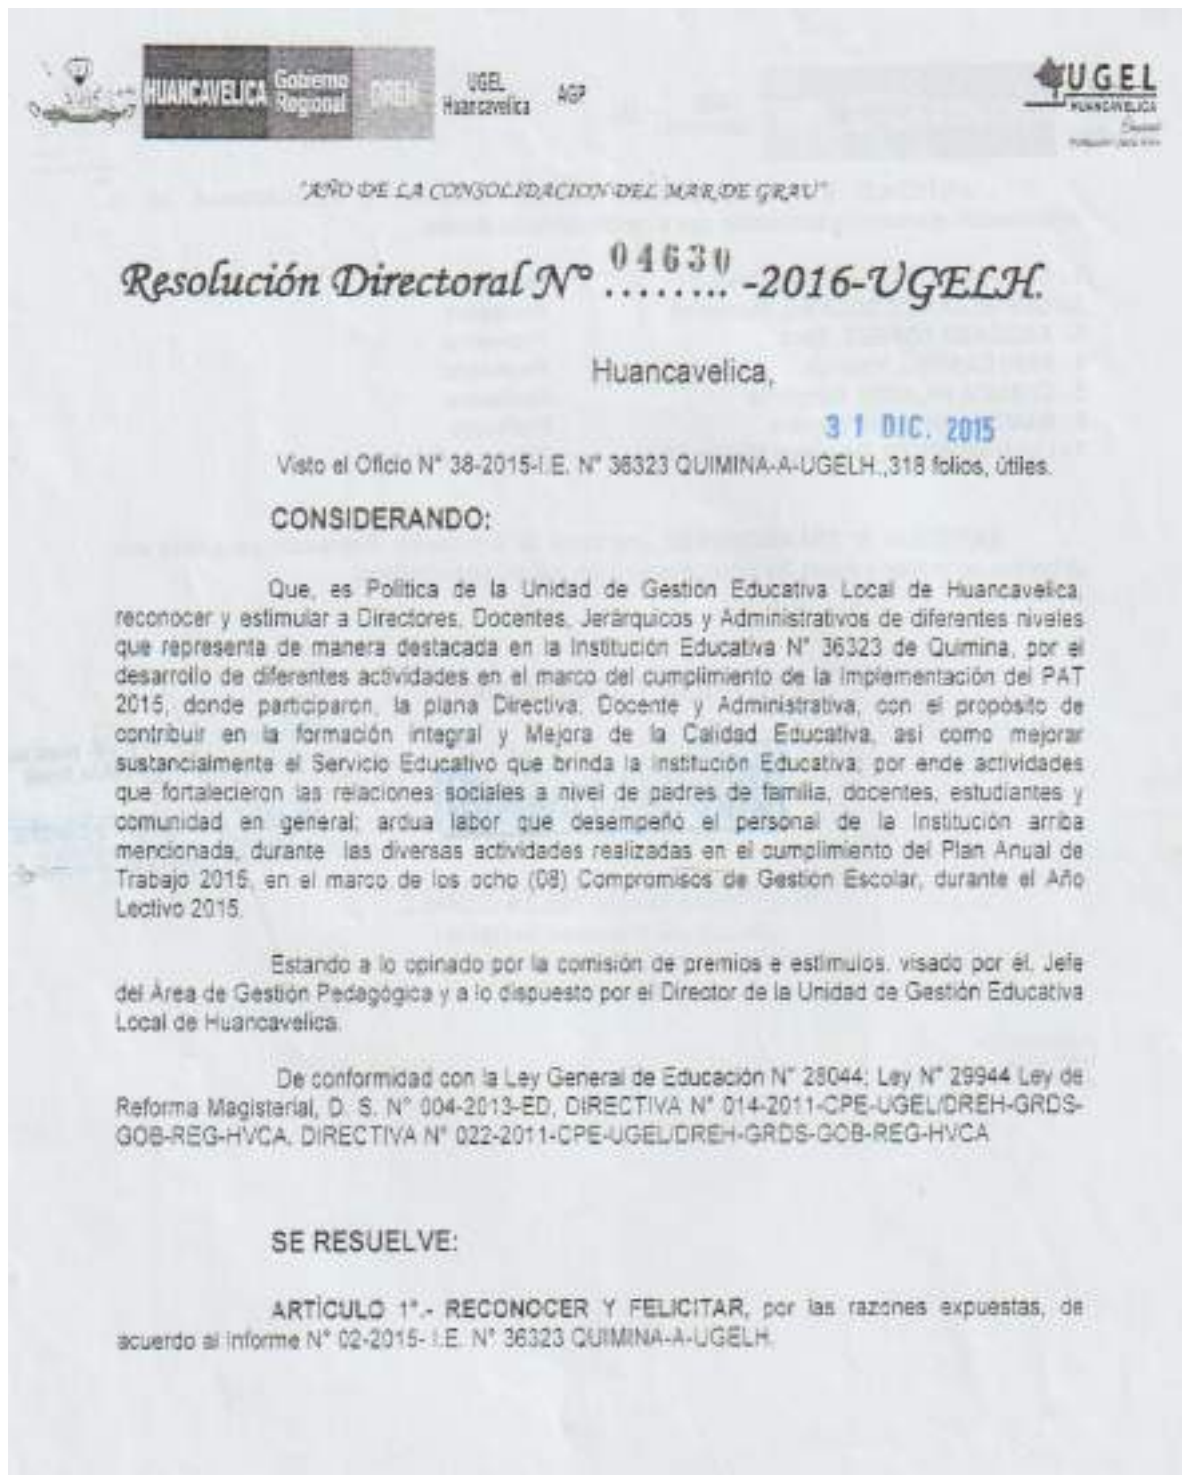 HUANCAVELICA Gobierno Regional DREH UGEL Huancavelica AGP
UGEL
HUANCAVELICA
"AÑO DE LA CONSOLIDACION DEL MAR DE GRAU"
Resolución Directoral N° 04630 -2016-UGELH.
Huancavelica,
31 DIC. 2015
Visto el Oficio N° 38-2015-I.E. N° 36323 QUIMINA-A-UGELH.,318 folios, útiles.
CONSIDERANDO:
Que, es Política de la Unidad de Gestión Educativa Local de Huancavelica,
reconocer y estimular a Directores, Docentes, Jerárquicos y Administrativos de diferentes niveles
que representa de manera destacada en la Institución Educativa N° 36323 de Quimina, por el
desarrollo de diferentes actividades en el marco del cumplimiento de la Implementación del PAT
2015, donde participaron, la plana Directiva, Docente y Administrativa, con el propósito de
contribuir en la formación integral y Mejora de la Calidad Educativa, así como mejorar
sustancialmente el Servicio Educativo que brinda la Institución Educativa; por ende actividades
que fortalecieron las relaciones sociales a nivel de padres de familia, docentes, estudiantes y
comunidad en general; ardua labor que desempeñó el personal de la Institución arriba
mencionada, durante las diversas actividades realizadas en el cumplimiento del Plan Anual de
Trabajo 2015, en el marco de los ocho (08) Compromisos de Gestión Escolar, durante el Año
Lectivo 2015.
Estando a lo opinado por la comisión de premios e estímulos, visado por el, Jefe
del Área de Gestión Pedagógica y a lo dispuesto por el Director de la Unidad de Gestión Educativa
Local de Huancavelica.
De conformidad con la Ley General de Educación N° 28044; Ley N° 29944 Ley de
Reforma Magisterial, D. S. N° 004-2013-ED, DIRECTIVA N° 014-2011-CPE-UGEL/DREH-GRDS-
GOB-REG-HVCA, DIRECTIVA N° 022-2011-CPE-UGEL/DREH-GRDS-GOB-REG-HVCA
SE RESUELVE:
ARTÍCULO 1°.- RECONOCER Y FELICITAR, por las razones expuestas, de
acuerdo al Informe N° 02-2015- I.E. N° 36323 QUIMINA-A-UGELH.